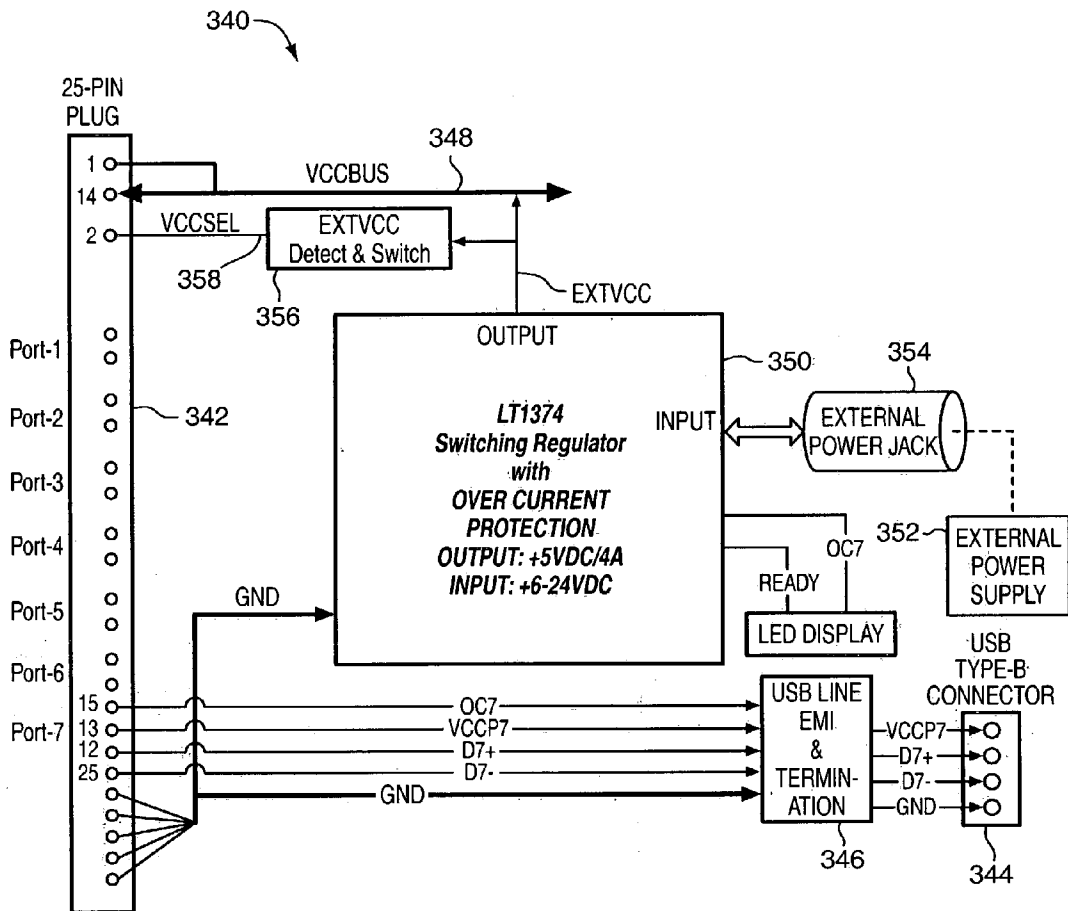 340
25-PIN
PLUG
1
14
2
VCCBUS
348
VCCSEL
EXTVCC
Detect & Switch
358
356
EXTVCC
OUTPUT
350
354
Port-1
Port-2
342
Port-3
Port-4
Port-5
Port-6
Port-7
INPUT
LT1374
Switching Regulator
with
OVER CURRENT
PROTECTION
OUTPUT: +5VDC/4A
INPUT: +6-24VDC
EXTERNAL
POWER JACK
352
EXTERNAL
POWER
SUPPLY
OC7
READY
LED DISPLAY
GND
15
13
12
25
OC7
VCCP7
D7+
D7-
GND
USB LINE
EMI
&
TERMIN-
ATION
346
USB
TYPE-B
CONNECTOR
VCCP7
D7+
D7-
GND
344